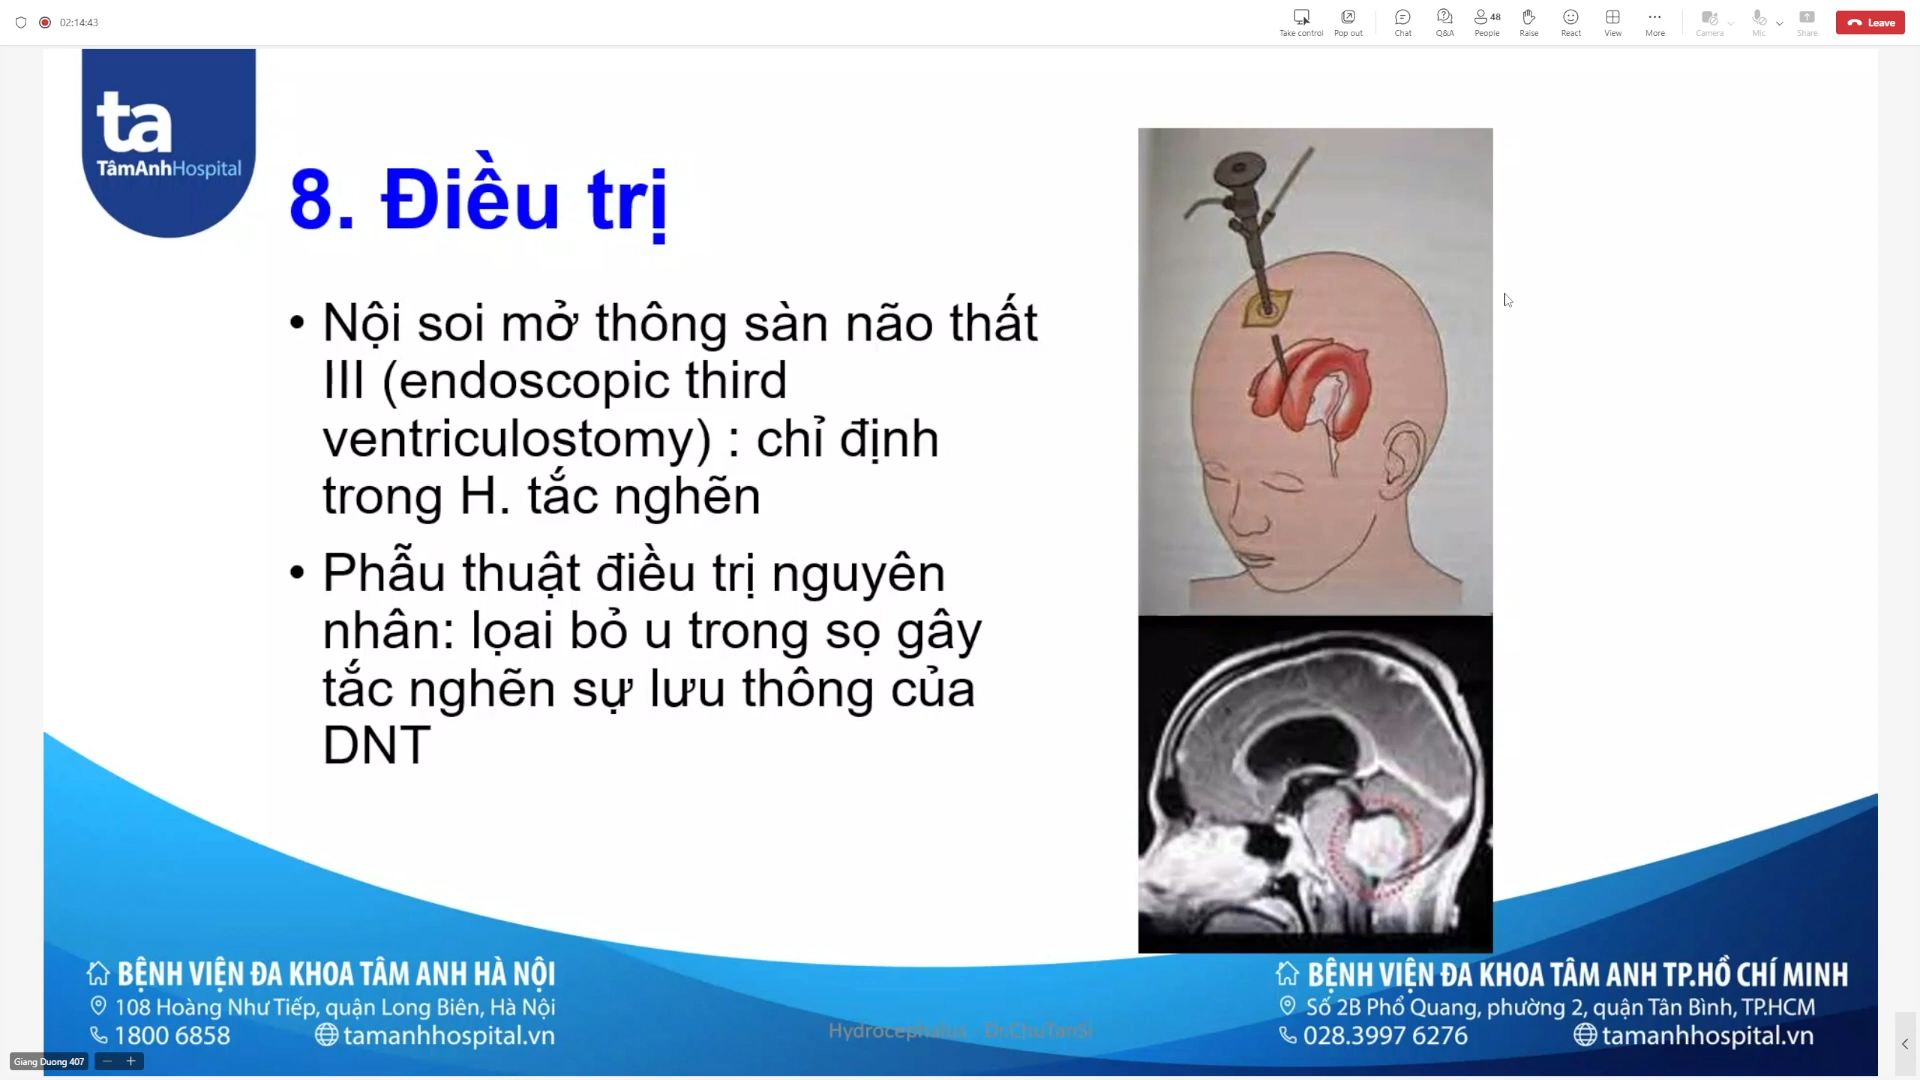 02:14:43
Take control
Pop out
Chat
Q&A
48
People
Raise
React
View
More
Camera
Mic
Share
Leave
ta
TâmAnhHospital
8. Điều trị
• Nội soi mở thông sàn não thất
III (endoscopic third
ventriculostomy) : chỉ định
trong H. tắc nghẽn
• Phẫu thuật điều trị nguyên
nhân: lọai bỏ u trong sọ gây
tắc nghẽn sự lưu thông của
DNT
BỆNH VIỆN ĐA KHOA TÂM ANH HÀ NỘI
108 Hoàng Như Tiếp, quận Long Biên, Hà Nội
1800 6858
tamanhhospital.vn
Hydrocephalus - Dr.ChuTanSi
BỆNH VIỆN ĐA KHOA TÂM ANH TP.HỒ CHÍ MINH
Số 2B Phổ Quang, phường 2, quận Tân Bình, TP.HCM
028.3997 6276
tamanhhospital.vn
Giang Duong 407